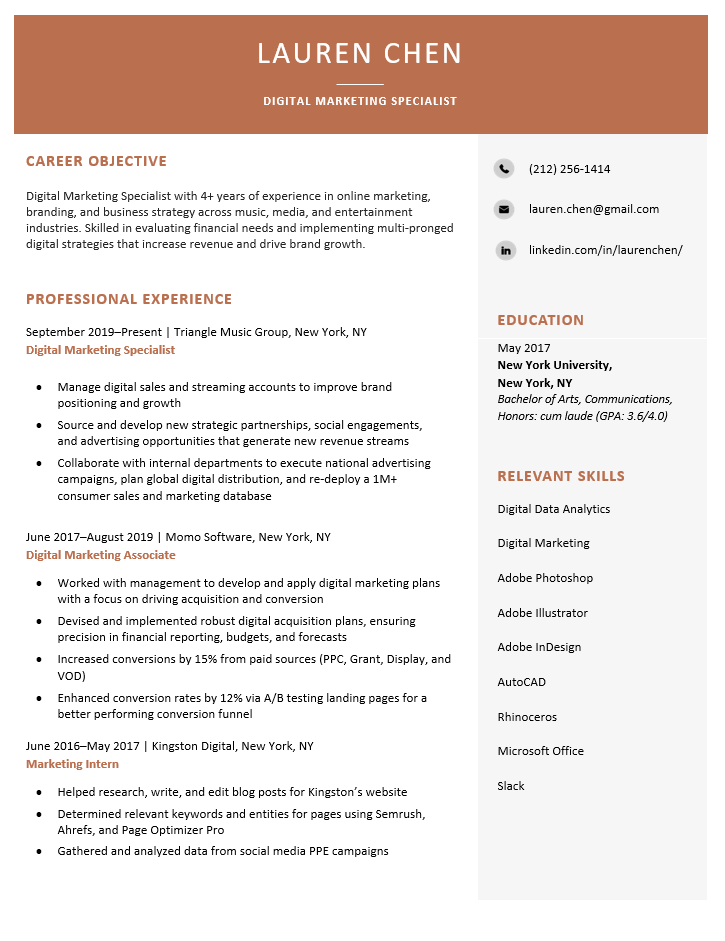 LAUREN CHEN
DIGITAL MARKETING SPECIALIST
CAREER OBJECTIVE
Digital Marketing Specialist with 4+ years of experience in online marketing,
branding, and business strategy across music, media, and entertainment
industries. Skilled in evaluating financial needs and implementing multi-pronged
digital strategies that increase revenue and drive brand growth.
PROFESSIONAL EXPERIENCE
September 2019–Present | Triangle Music Group, New York, NY
Digital Marketing Specialist
● Manage digital sales and streaming accounts to improve brand
positioning and growth
● Source and develop new strategic partnerships, social engagements,
and advertising opportunities that generate new revenue streams
● Collaborate with internal departments to execute national advertising
campaigns, plan global digital distribution, and re-deploy a 1M+
consumer sales and marketing database
June 2017–August 2019 | Momo Software, New York, NY
Digital Marketing Associate
● Worked with management to develop and apply digital marketing plans
with a focus on driving acquisition and conversion
● Devised and implemented robust digital acquisition plans, ensuring
precision in financial reporting, budgets, and forecasts
● Increased conversions by 15% from paid sources (PPC, Grant, Display, and
VOD)
● Enhanced conversion rates by 12% via A/B testing landing pages for a
better performing conversion funnel
June 2016–May 2017 | Kingston Digital, New York, NY
Marketing Intern
● Helped research, write, and edit blog posts for Kingston’s website
● Determined relevant keywords and entities for pages using Semrush,
Ahrefs, and Page Optimizer Pro
● Gathered and analyzed data from social media PPE campaigns
(212) 256-1414
lauren.chen@gmail.com
in
linkedin.com/in/laurenchen/
EDUCATION
May 2017
New York University,
New York, NY
Bachelor of Arts, Communications,
Honors: cum laude (GPA: 3.6/4.0)
RELEVANT SKILLS
Digital Data Analytics
Digital Marketing
Adobe Photoshop
Adobe Illustrator
Adobe InDesign
AutoCAD
Rhinoceros
Microsoft Office
Slack